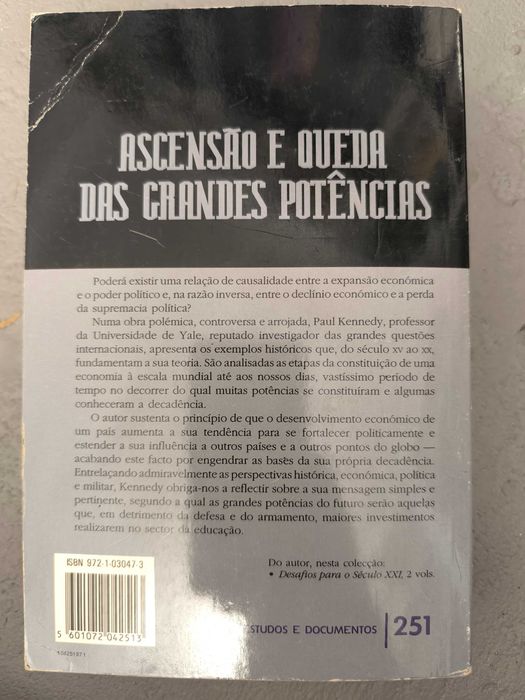 ASCENSÃO E QUEDA
DAS GRANDES POTÊNCIAS
Poderá existir uma relação de causalidade entre a expansão económica
e o poder político e, na razão inversa, entre o declínio económico e a perda
da supremacia política?
Numa obra polémica, controversa e arrojada, Paul Kennedy, professor
da Universidade de Yale, reputado investigador das grandes questões
internacionais, apresenta os exemplos históricos que, do século XV ao XX,
fundamentam a sua teoria. São analisadas as etapas da constituição de uma
economia à escala mundial até aos nossos dias, vastíssimo período de
tempo no decorrer do qual muitas potências se constituíram e algumas
conheceram a decadência.
O autor sustenta o princípio de que o desenvolvimento económico de
um país aumenta a sua tendência para se fortalecer politicamente e
estender a sua influência a outros países e a outros pontos do globo —
acabando este facto por engendrar as bases da sua própria decadência.
Entrelaçando admiravelmente as perspectivas histórica, económica, política
e militar, Kennedy obriga-nos a reflectir sobre a sua mensagem simples e
pertinente, segundo a qual as grandes potências do futuro serão aquelas
que, em detrimento da defesa e do armamento, maiores investimentos
realizarem no sector da educação.
Do autor, nesta colecção:
• Desafios para o Século XXI, 2 vols.
ISBN 972-1-03047-3
5 601072 042513
STUDOS E DOCUMENTOS 251